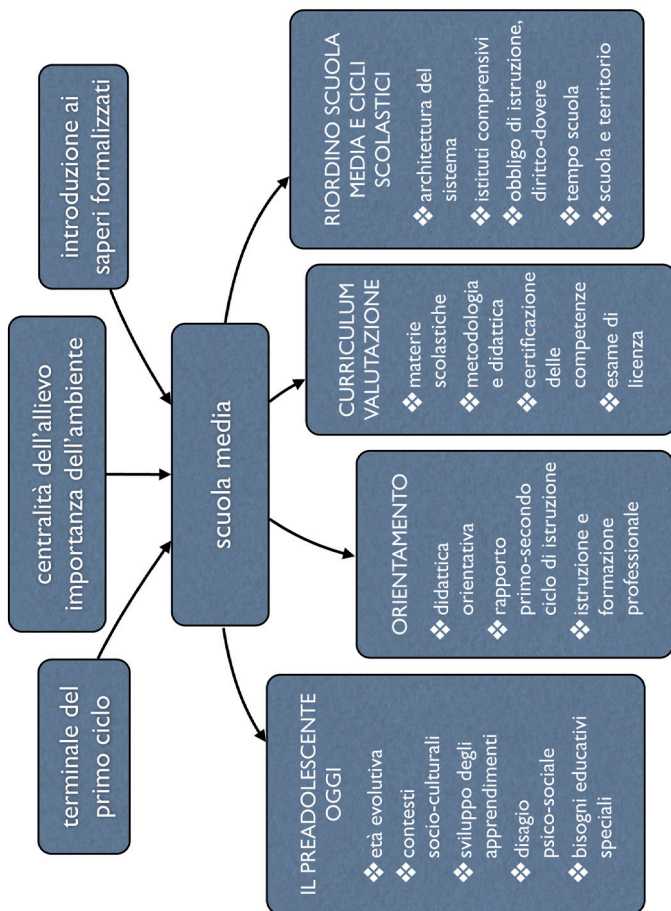 terminale del
primo ciclo
centralità dell'allievo
importanza dell'ambiente
introduzione ai
saperi formalizzati
scuola media
IL PREADOLESCENTE
OGGI
❖ età evolutiva
❖ contesti
socio-culturali
❖ sviluppo degli
apprendimenti
❖ disagio
psico-sociale
❖ bisogni educativi
speciali
ORIENTAMENTO
❖ didattica
orientativa
❖ rapporto
primo-secondo
ciclo di istruzione
❖ istruzione e
formazione
professionale
CURRICULUM
VALUTAZIONE
❖ materie
scolastiche
❖ metodologia
e didattica
❖ certificazione
delle
competenze
❖ esame di
licenza
RIORDINO SCUOLA
MEDIA E CICLI
SCOLASTICI
❖ architettura del
sistema
❖ istituti comprensivi
❖ obbligo di istruzione,
diritto-dovere
❖ tempo scuola
❖ scuola e territorio